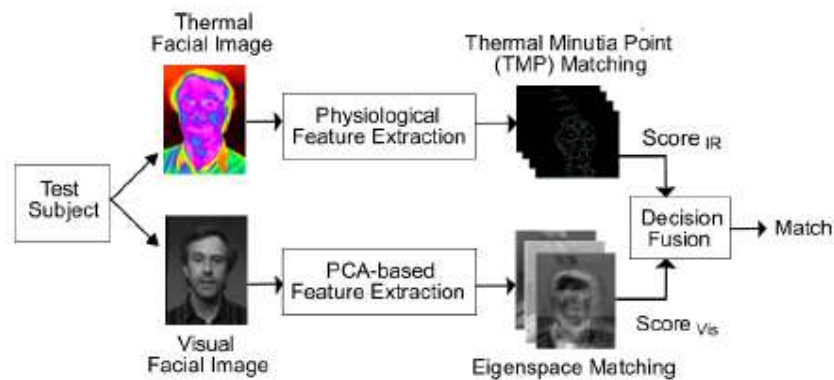 Thermal
Facial Image
Thermal Minutia Point
(TMP) Matching
Physiological
Feature Extraction
Score IR
Test
Subject
Decision
Fusion
Match
PCA-based
Feature Extraction
Score Vis
Visual
Facial Image
Eigenspace Matching